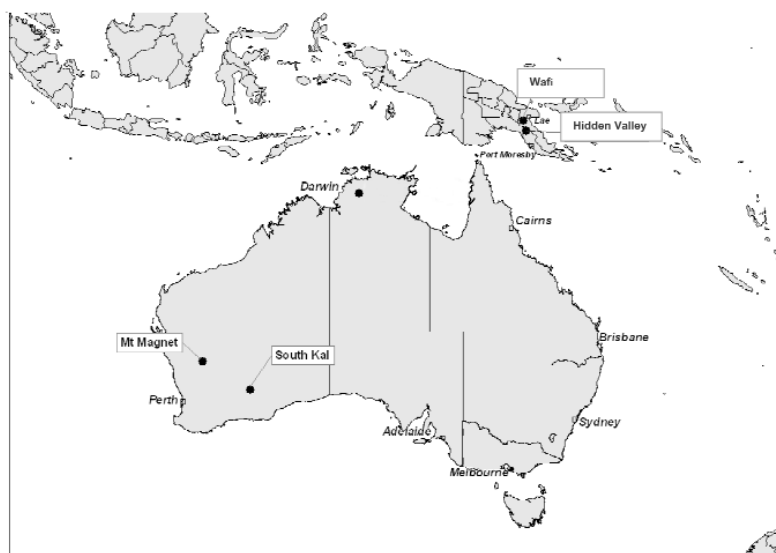 Wafi
Lae
Hidden Valley
Port Moresby
Darwin
Cairns
Mt Magnet
South Kal
Brisbane
Perth
Sydney
Adelaide
Melbourne